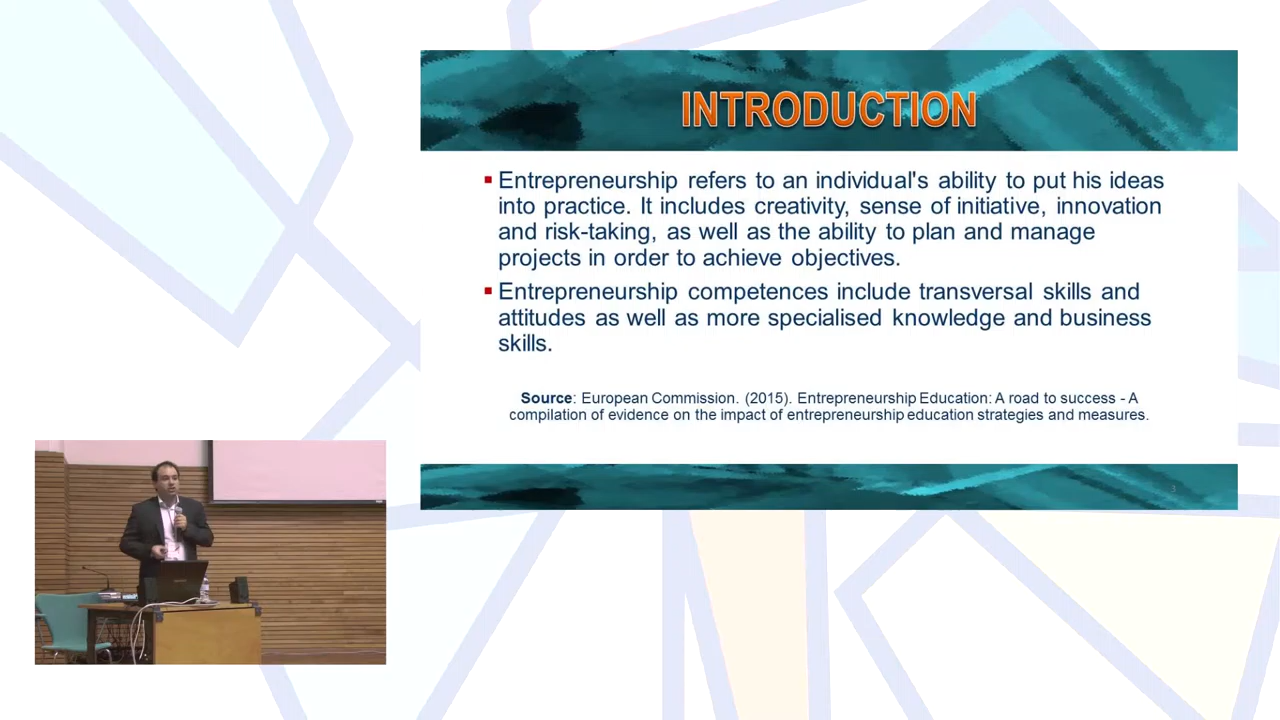 INTRODUCTION
Entrepreneurship refers to an individual's ability to put his ideas
into practice. It includes creativity, sense of initiative, innovation
and risk-taking, as well as the ability to plan and manage
projects in order to achieve objectives.
Entrepreneurship competences include transversal skills and
attitudes as well as more specialised knowledge and business
skills.
Source: European Commission. (2015). Entrepreneurship Education: A road to success - A
compilation of evidence on the impact of entrepreneurship education strategies and measures.
3